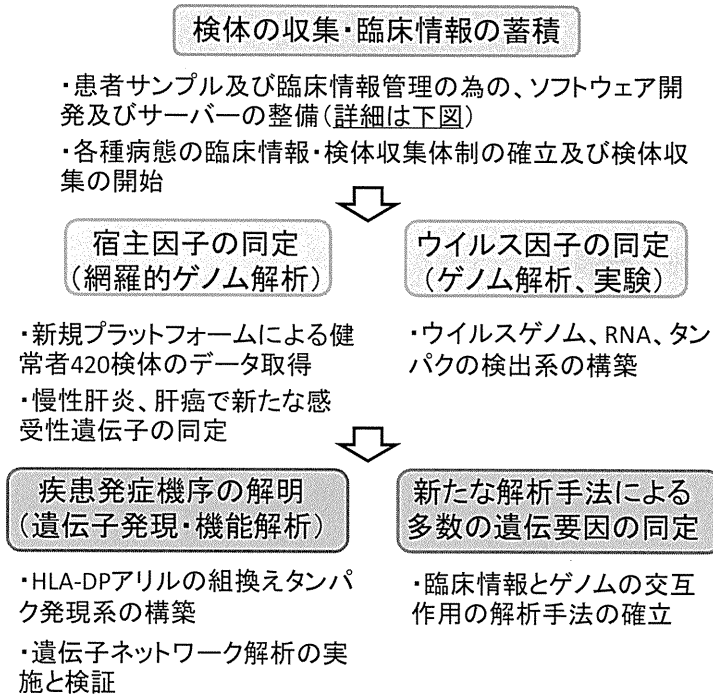 検体の収集・臨床情報の蓄積
・患者サンプル及び臨床情報管理の為の、ソフトウェア開
発及びサーバーの整備(詳細は下図)
・各種病態の臨床情報・検体収集体制の確立及び検体収
集の開始
宿主因子の同定
(網羅的ゲノム解析)
・新規プラットフォームによる健
常者420検体のデータ取得
・慢性肝炎、肝癌で新たな感
受性遺伝子の同定
ウイルス因子の同定
(ゲノム解析、実験)
・ウイルスゲノム、RNA、タン
パクの検出系の構築
疾患発症機序の解明
(遺伝子発現・機能解析)
・HLA-DPアリルの組換えタンパ
ク発現系の構築
・遺伝子ネットワーク解析の実
施と検証
新たな解析手法による
多数の遺伝要因の同定
・臨床情報とゲノムの交互
作用の解析手法の確立